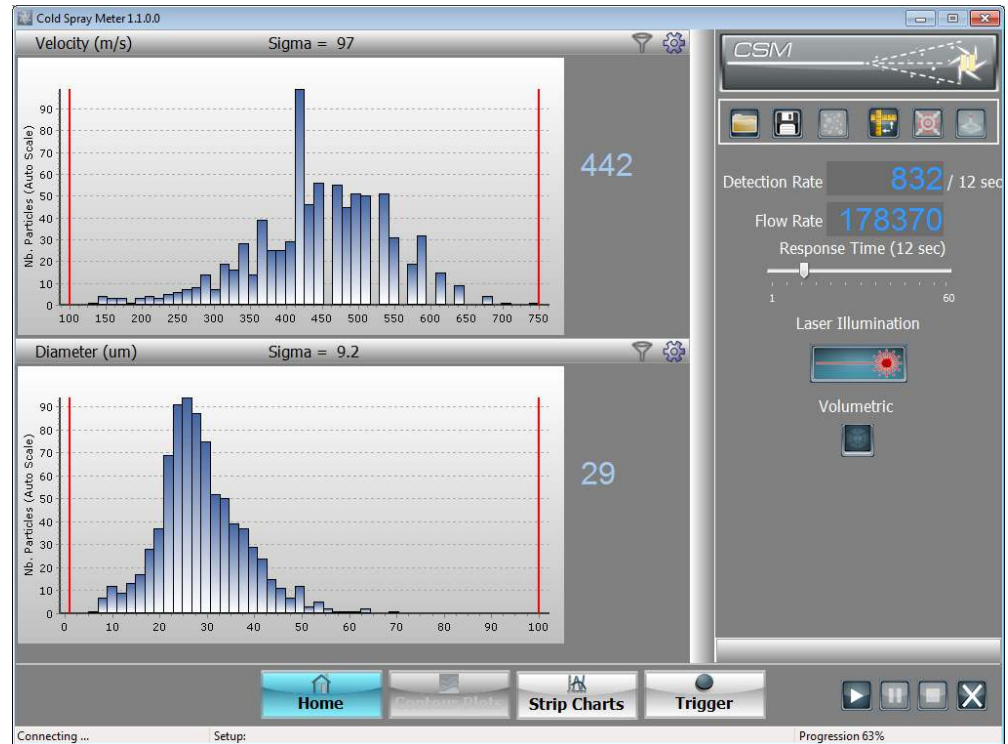 Cold Spray Meter 1.1.0.0
Velocity (m/s) Sigma = 97
Nb. Particles (Auto Scale)
90
80
70
60
50
40
30
20
10
0
100 150 200 250 300 350 400 450 500 550 600 650 700 750
442
Diameter (um) Sigma = 9.2
Nb. Particles (Auto Scale)
90
80
70
60
50
40
30
20
10
0
0 10 20 30 40 50 60 70 80 90 100
29
CSM
Detection Rate 832 / 12 sec
Flow Rate 178370
Response Time (12 sec)
1 60
Laser Illumination
Volumetric
Home Contour Plots Strip Charts Trigger
Connecting ... Setup: Progression 63%